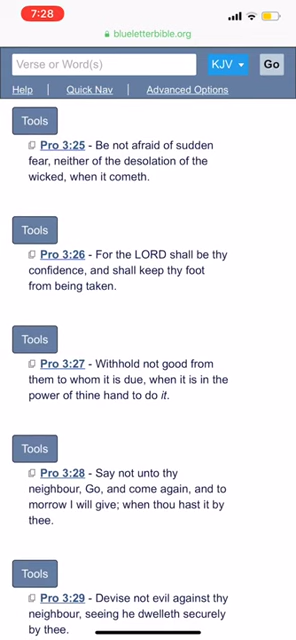 7:28
blueletterbible.org
Verse or Word(s)
KJV
Go
Help | Quick Nav | Advanced Options
Tools
Pro 3:25 - Be not afraid of sudden
fear, neither of the desolation of the
wicked, when it cometh.
Tools
Pro 3:26 - For the LORD shall be thy
confidence, and shall keep thy foot
from being taken.
Tools
Pro 3:27 - Withhold not good from
them to whom it is due, when it is in the
power of thine hand to do it.
Tools
Pro 3:28 - Say not unto thy
neighbour, Go, and come again, and to
morrow I will give; when thou hast it by
thee.
Tools
Pro 3:29 - Devise not evil against thy
neighbour, seeing he dwelleth securely
by thee.